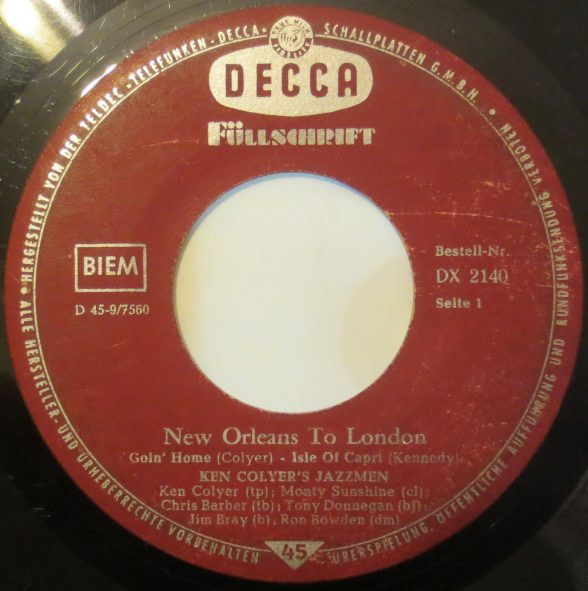 • HERGESTELLT VON DER TELDEC • TELEFUNKEN - DECCA • SCHALLPLATTEN G.M.B.H. •
DECCA
FÜLLSCHRIFT
BIEM
D 45-9/7560
Bestell-Nr.
DX 2140
Seite 1
New Orleans To London
Goin' Home (Colyer) - Isle Of Capri (Kennedy)
KEN COLYER'S JAZZMEN
Ken Colyer (tp); Monty Sunshine (cl);
Chris Barber (tb); Tony Donnegan (bj);
Jim Bray (b); Ron Bowden (dm)
45
ALLE HERSTELLER-UND URHEBERRECHTE VORBEHALTEN
ÜBERSPIELUNG, ÖFFENTLICHE AUFFÜHRUNG UND RUNDFUNKSENDUNG VERBOTEN